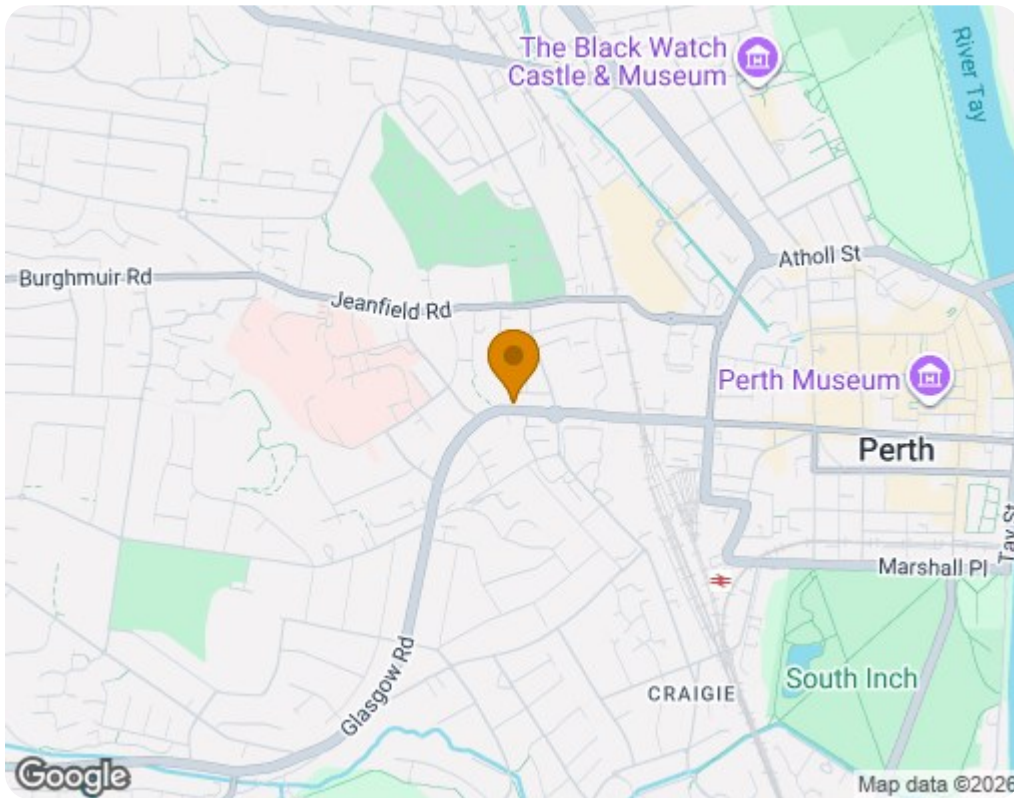 The Black Watch
Castle & Museum
River Tay
Atholl St
Burghmuir Rd
Jeanfield Rd
Perth Museum
Perth
Tay St
Marshall Pl
South Inch
CRAIGIE
Glasgow Rd
Google
Map data ©2026